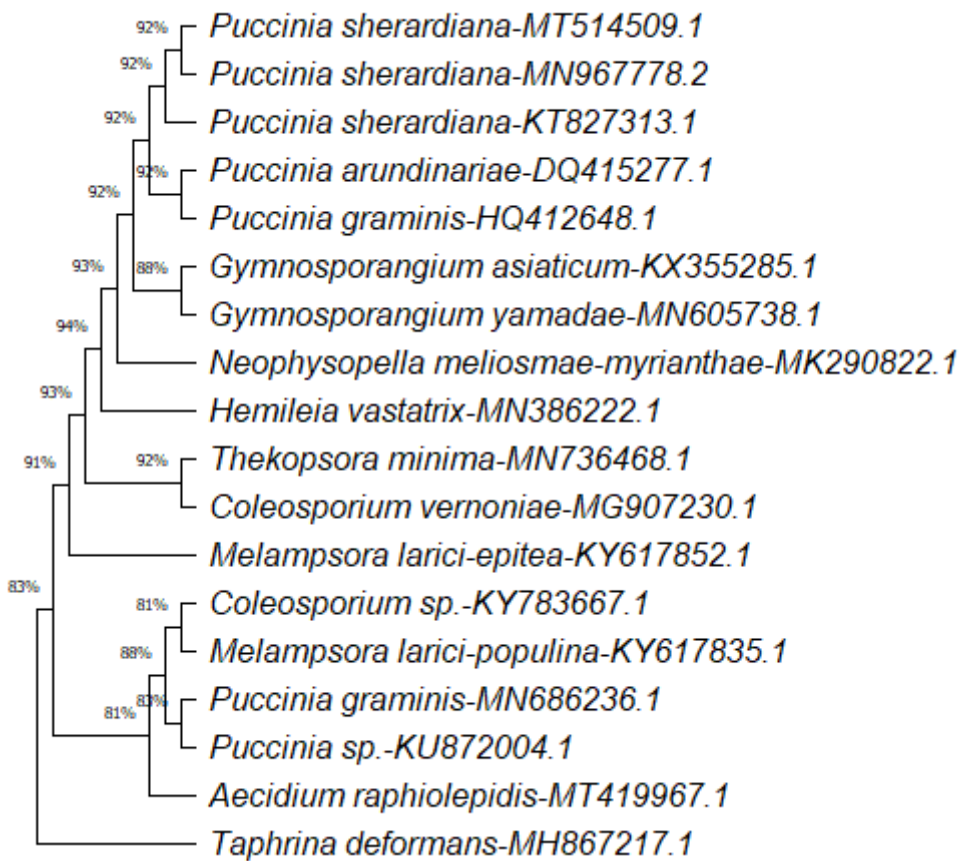 92%
Puccinia sherardiana-MT514509.1
92%
Puccinia sherardiana-MN967778.2
92%
Puccinia sherardiana-KT827313.1
92%
Puccinia arundinariae-DQ415277.1
92%
Puccinia graminis-HQ412648.1
93%
88%
Gymnosporangium asiaticum-KX355285.1
Gymnosporangium yamadae-MN605738.1
94%
Neophysopella meliosmae-myrianthae-MK290822.1
93%
Hemileia vastatrix-MN386222.1
91%
92%
Thekopsora minima-MN736468.1
Coleosporium vernoniae-MG907230.1
Melampsora larici-epitea-KY617852.1
83%
81%
Coleosporium sp.-KY783667.1
88%
Melampsora larici-populina-KY617835.1
83%
Puccinia graminis-MN686236.1
81%
Puccinia sp.-KU872004.1
Aecidium raphiolepidis-MT419967.1
Taphrina deformans-MH867217.1